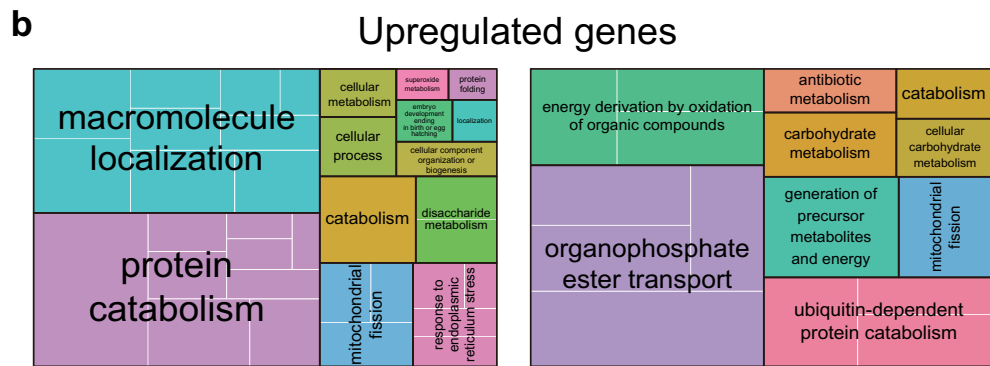 b
Upregulated genes
macromolecule
localization
protein
catabolism
cellular
metabolism
cellular
process
superoxide
metabolism
protein
folding
embryo
development
ending
in birth or egg
hatching
localization
cellular component
organization or
biogenesis
catabolism
disaccharide
metabolism
mitochondrial
fission
response to
endoplasmic
reticulum stress
energy derivation by oxidation
of organic compounds
organophosphate
ester transport
antibiotic
metabolism
catabolism
carbohydrate
metabolism
cellular
carbohydrate
metabolism
generation of
precursor
metabolites
and energy
mitochondrial
fission
ubiquitin-dependent
protein catabolism